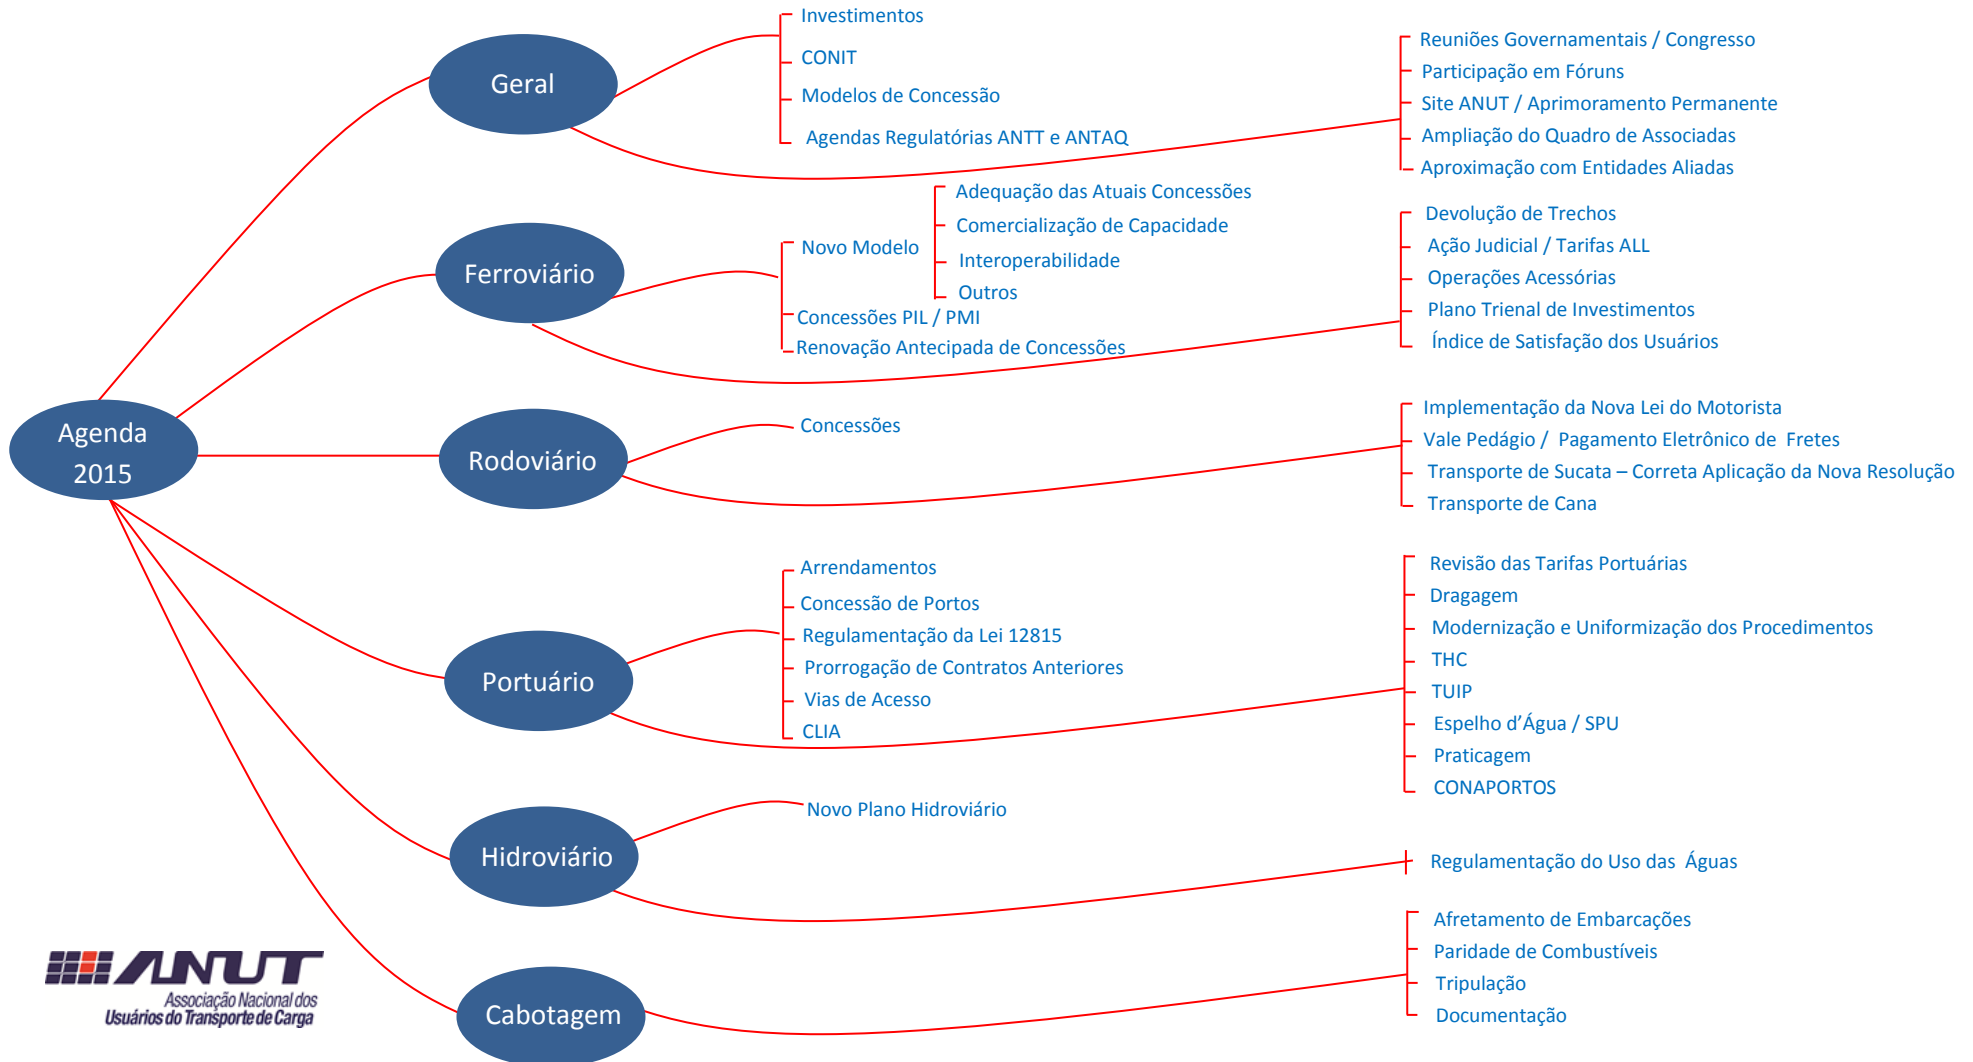 Agenda
2015
Geral
Investimentos
CONIT
Modelos de Concessão
Agendas Regulatórias ANTT e ANTAQ
Reuniões Governamentais / Congresso
Participação em Fóruns
Site ANUT / Aprimoramento Permanente
Ampliação do Quadro de Associadas
Aproximação com Entidades Aliadas
Ferroviário
Novo Modelo
Adequação das Atuais Concessões
Comercialização de Capacidade
Interoperabilidade
Outros
Concessões PIL / PMI
Renovação Antecipada de Concessões
Devolução de Trechos
Ação Judicial / Tarifas ALL
Operações Acessórias
Plano Trienal de Investimentos
Índice de Satisfação dos Usuários
Rodoviário
Concessões
Implementação da Nova Lei do Motorista
Vale Pedágio / Pagamento Eletrônico de Fretes
Transporte de Sucata – Correta Aplicação da Nova Resolução
Transporte de Cana
Portuário
Arrendamentos
Concessão de Portos
Regulamentação da Lei 12815
Prorrogação de Contratos Anteriores
Vias de Acesso
CLIA
Revisão das Tarifas Portuárias
Dragagem
Modernização e Uniformização dos Procedimentos
THC
TUIP
Espelho d’Água / SPU
Praticagem
CONAPORTOS
Hidroviário
Novo Plano Hidroviário
Regulamentação do Uso das Águas
Cabotagem
Afretamento de Embarcações
Paridade de Combustíveis
Tripulação
Documentação
ANUT
Associação Nacional dos
Usuários do Transporte de Carga